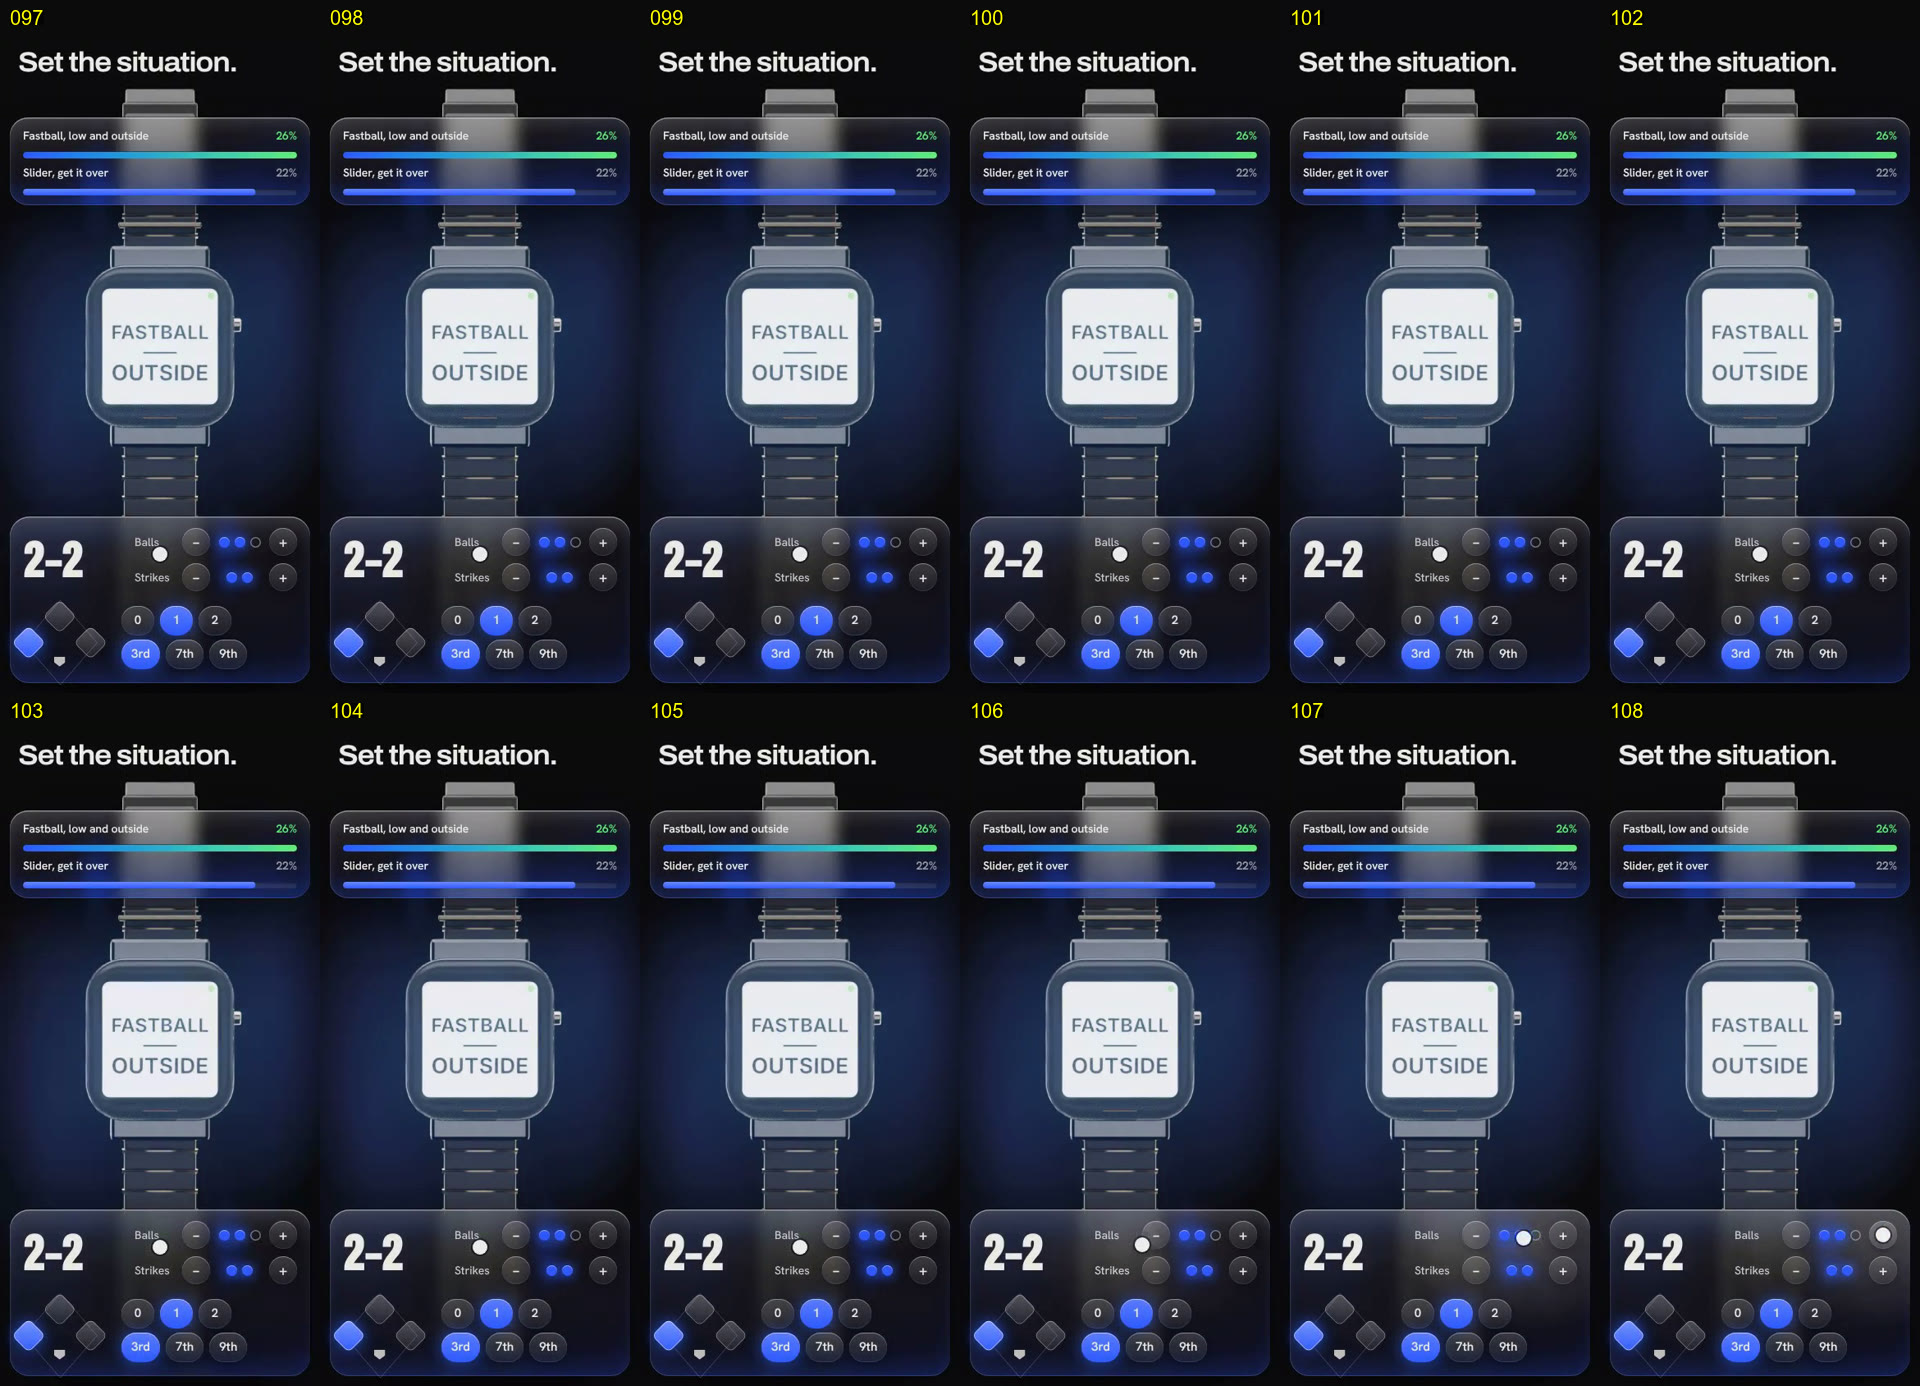 097
Set the situation.
Fastball, low and outside 26%
Slider, get it over 22%
FASTBALL
OUTSIDE
2–2
Balls − +
Strikes − +
0 1 2
3rd 7th 9th
098
Set the situation.
Fastball, low and outside 26%
Slider, get it over 22%
FASTBALL
OUTSIDE
2–2
Balls − +
Strikes − +
0 1 2
3rd 7th 9th
099
Set the situation.
Fastball, low and outside 26%
Slider, get it over 22%
FASTBALL
OUTSIDE
2–2
Balls − +
Strikes − +
0 1 2
3rd 7th 9th
100
Set the situation.
Fastball, low and outside 26%
Slider, get it over 22%
FASTBALL
OUTSIDE
2–2
Balls − +
Strikes − +
0 1 2
3rd 7th 9th
101
Set the situation.
Fastball, low and outside 26%
Slider, get it over 22%
FASTBALL
OUTSIDE
2–2
Balls − +
Strikes − +
0 1 2
3rd 7th 9th
102
Set the situation.
Fastball, low and outside 26%
Slider, get it over 22%
FASTBALL
OUTSIDE
2–2
Balls − +
Strikes − +
0 1 2
3rd 7th 9th
103
Set the situation.
Fastball, low and outside 26%
Slider, get it over 22%
FASTBALL
OUTSIDE
2–2
Balls − +
Strikes − +
0 1 2
3rd 7th 9th
104
Set the situation.
Fastball, low and outside 26%
Slider, get it over 22%
FASTBALL
OUTSIDE
2–2
Balls − +
Strikes − +
0 1 2
3rd 7th 9th
105
Set the situation.
Fastball, low and outside 26%
Slider, get it over 22%
FASTBALL
OUTSIDE
2–2
Balls − +
Strikes − +
0 1 2
3rd 7th 9th
106
Set the situation.
Fastball, low and outside 26%
Slider, get it over 22%
FASTBALL
OUTSIDE
2–2
Balls − +
Strikes − +
0 1 2
3rd 7th 9th
107
Set the situation.
Fastball, low and outside 26%
Slider, get it over 22%
FASTBALL
OUTSIDE
2–2
Balls − +
Strikes − +
0 1 2
3rd 7th 9th
108
Set the situation.
Fastball, low and outside 26%
Slider, get it over 22%
FASTBALL
OUTSIDE
2–2
Balls −
Strikes − +
0 1 2
3rd 7th 9th